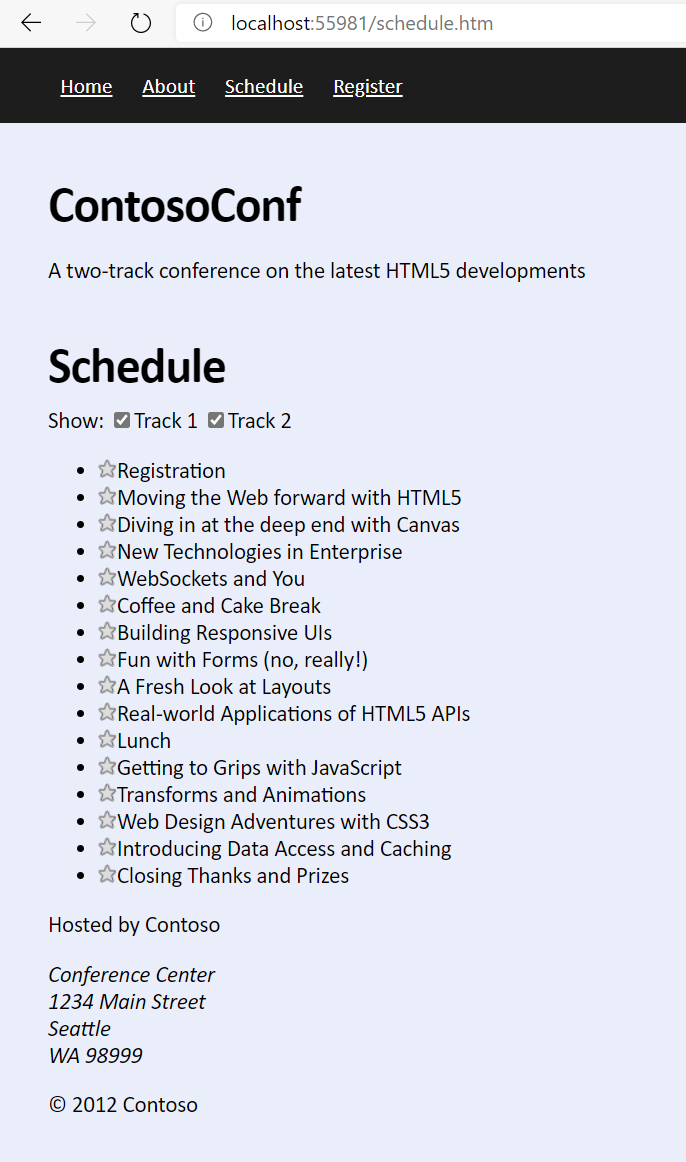 localhost:55981/schedule.htm
Home About Schedule Register
ContosoConf
A two-track conference on the latest HTML5 developments
Schedule
Show: Track 1 Track 2
Registration
Moving the Web forward with HTML5
Diving in at the deep end with Canvas
New Technologies in Enterprise
WebSockets and You
Coffee and Cake Break
Building Responsive UIs
Fun with Forms (no, really!)
A Fresh Look at Layouts
Real-world Applications of HTML5 APIs
Lunch
Getting to Grips with JavaScript
Transforms and Animations
Web Design Adventures with CSS3
Introducing Data Access and Caching
Closing Thanks and Prizes
Hosted by Contoso
Conference Center
1234 Main Street
Seattle
WA 98999
© 2012 Contoso